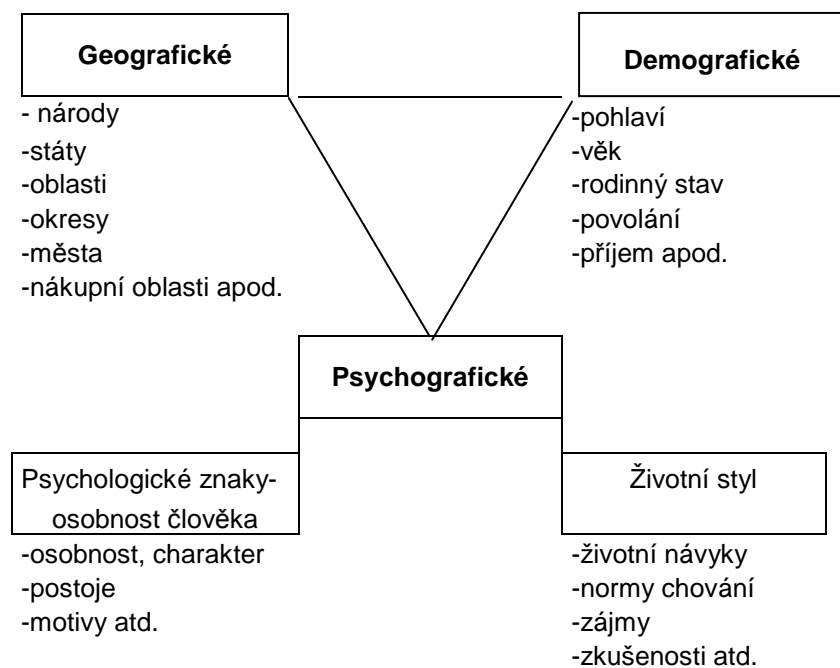 Geografické
- národy
-státy
-oblasti
-okresy
-města
-nákupní oblasti apod.
Demografické
-pohlaví
-věk
-rodinný stav
-povolání
-příjem apod.
Psychografické
Psychologické znaky-
osobnost člověka
-osobnost, charakter
-postoje
-motivy atd.
Životní styl
-životní návyky
-normy chování
-zájmy
-zkušenosti atd.